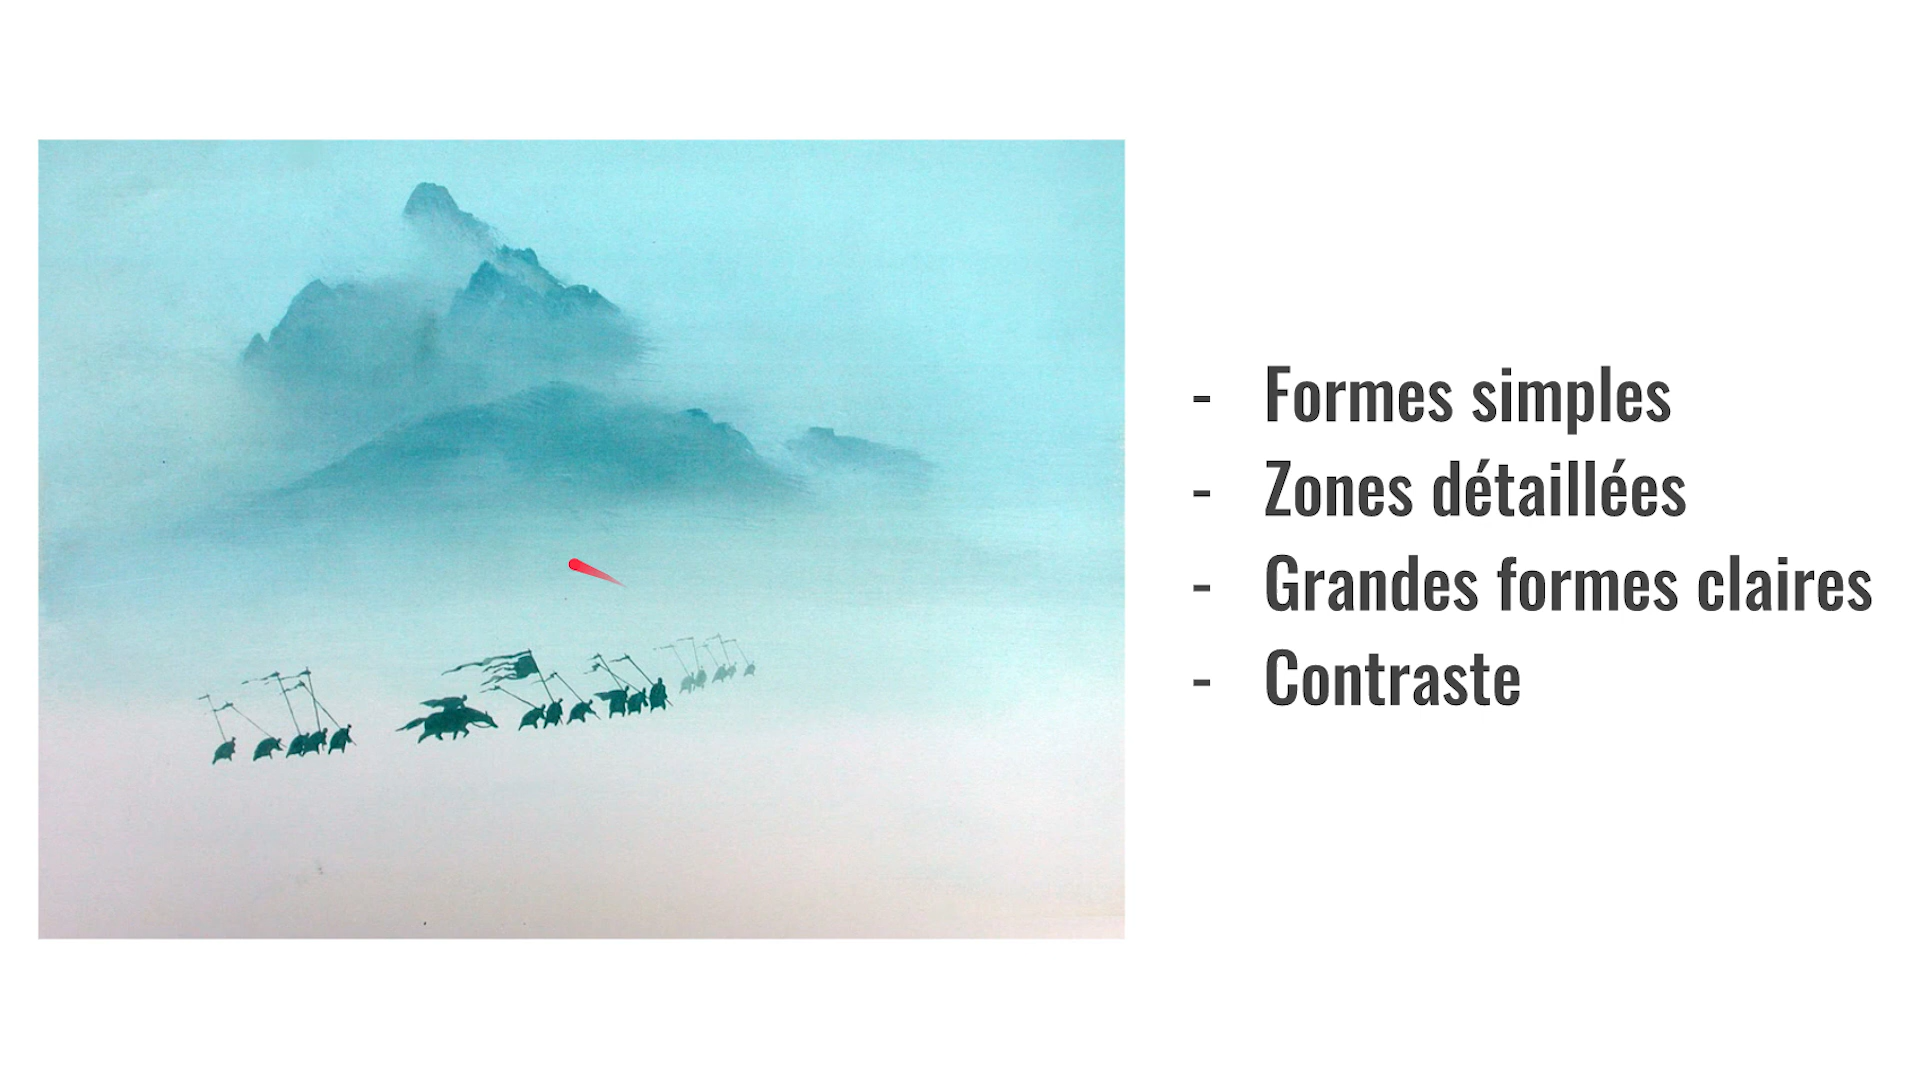 - Formes simples
- Zones détaillées
- Grandes formes claires
- Contraste